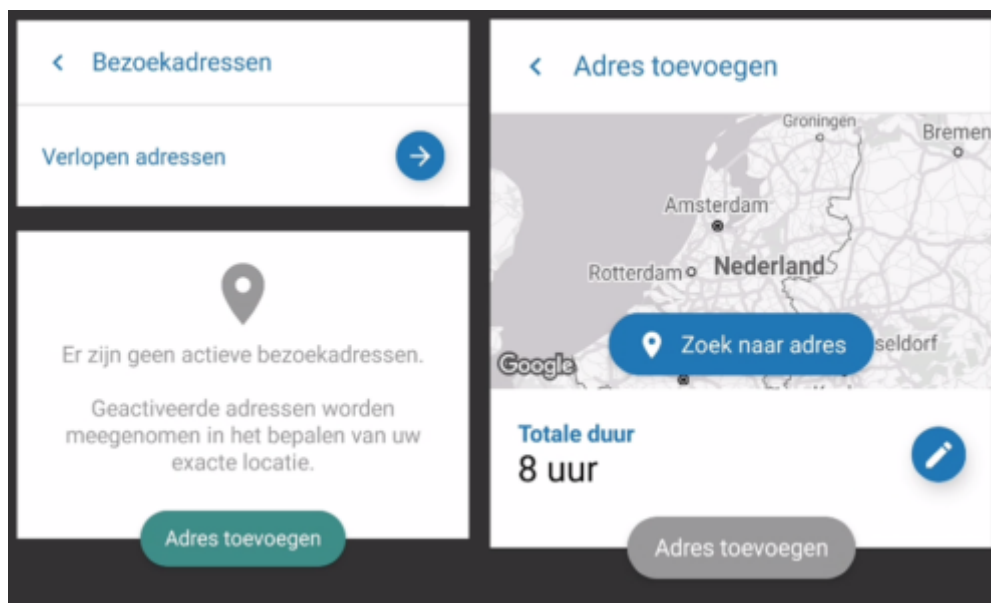 Bezoekadressen
Verlopen adressen
Er zijn geen actieve bezoekadressen.
Geactiveerde adressen worden
meegenomen in het bepalen van uw
exacte locatie.
Adres toevoegen
Adres toevoegen
Groningen
Bremen
Amsterdam
Rotterdam
Nederland
Zoek naar adres
seldorf
Google
Totale duur
8 uur
Adres toevoegen